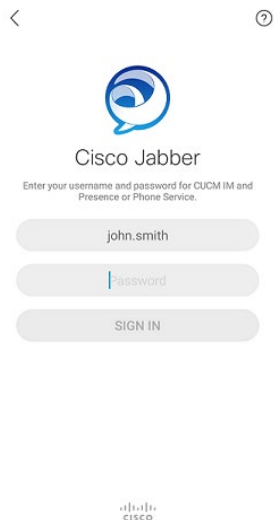 Cisco Jabber
Enter your username and password for CUCM IM and
Presence or Phone Service.
john.smith
Password
SIGN IN
CISCO